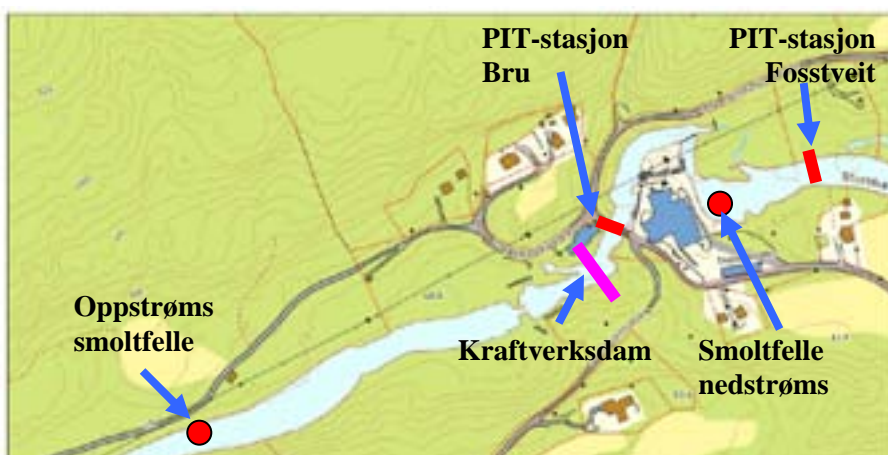 PIT-stasjon
Bru
PIT-stasjon
Fosstveit
Oppstrøms
smoltfelle
Kraftverksdam
Smoltfelle
nedstrøms